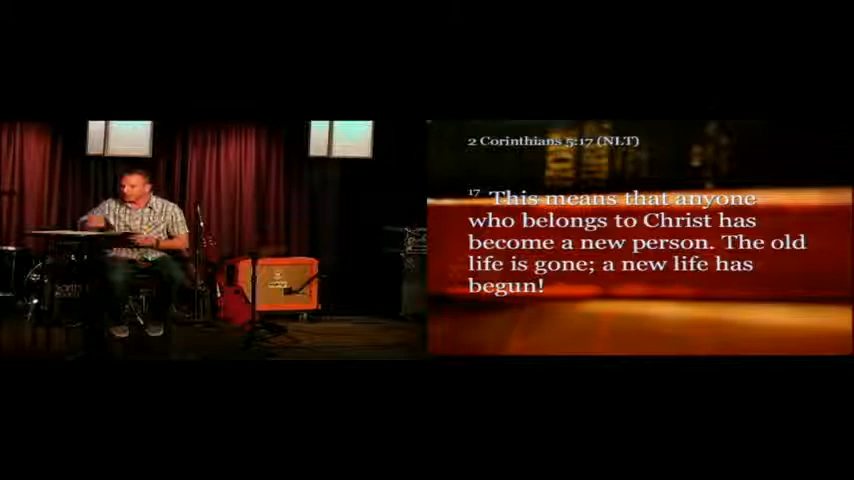 2 Corinthians 5:17 (NLT)
17 This means that anyone
who belongs to Christ has
become a new person. The old
life is gone; a new life has
begun!